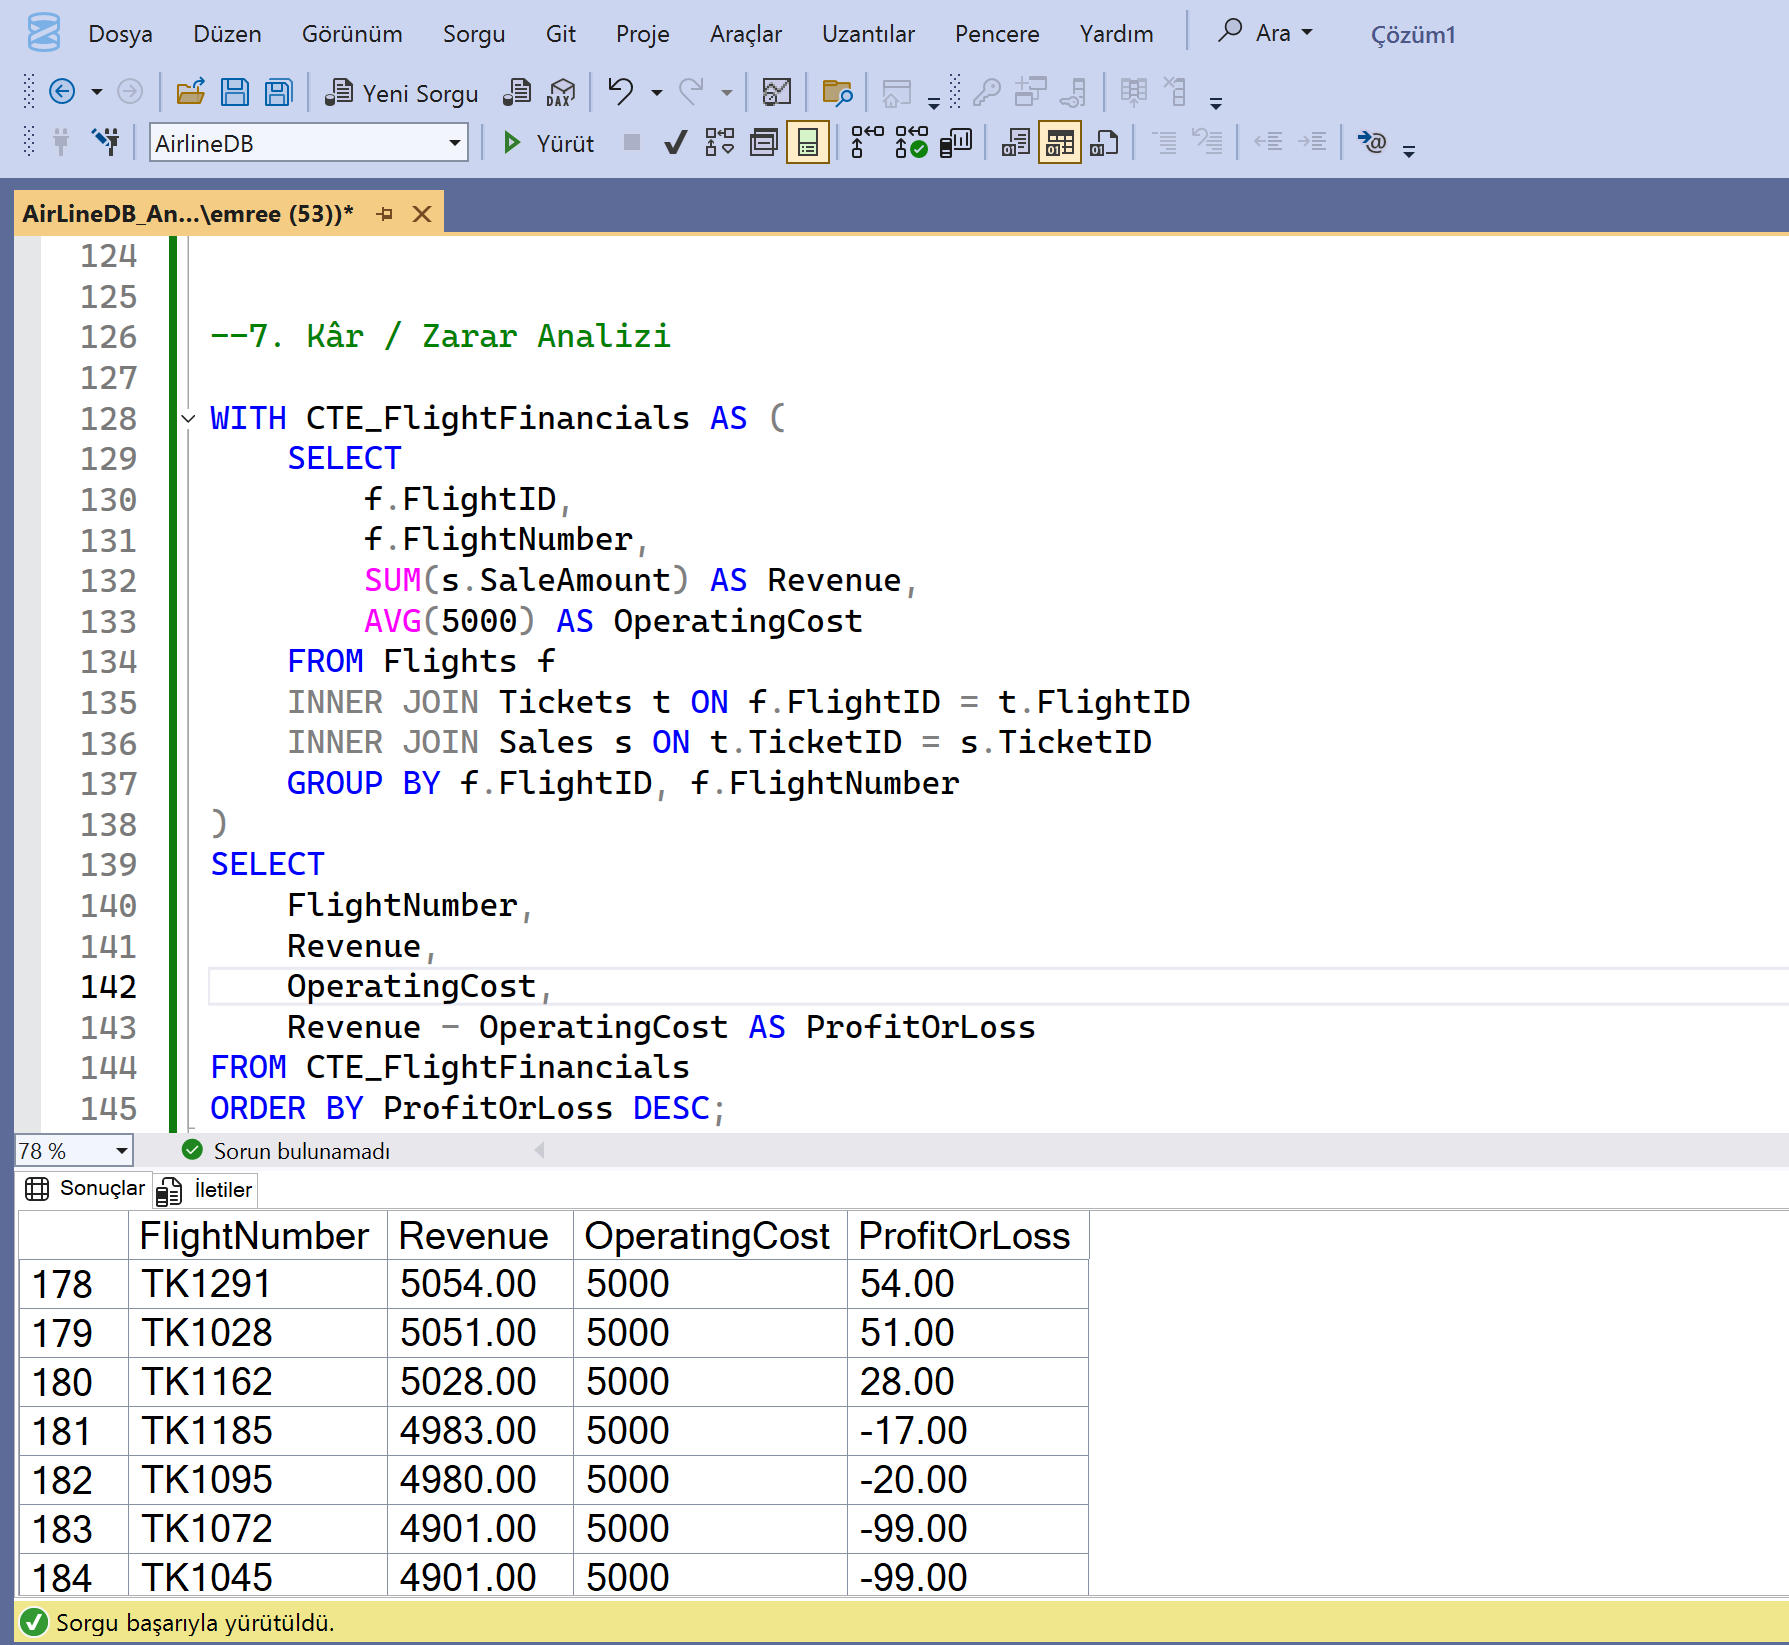 Dosya Düzen Görünüm Sorgu Git Proje Araçlar Uzantılar Pencere Yardım Ara Çözüm1
Yeni Sorgu DAX
AirlineDB Yürüt
AirLineDB_An...\emree (53))*
124
125
126 --7. Kâr / Zarar Analizi
127
128 WITH CTE_FlightFinancials AS (
129 SELECT
130 f.FlightID,
131 f.FlightNumber,
132 SUM(s.SaleAmount) AS Revenue,
133 AVG(5000) AS OperatingCost
134 FROM Flights f
135 INNER JOIN Tickets t ON f.FlightID = t.FlightID
136 INNER JOIN Sales s ON t.TicketID = s.TicketID
137 GROUP BY f.FlightID, f.FlightNumber
138 )
139 SELECT
140 FlightNumber,
141 Revenue,
142 OperatingCost,
143 Revenue - OperatingCost AS ProfitOrLoss
144 FROM CTE_FlightFinancials
145 ORDER BY ProfitOrLoss DESC;
78 % Sorun bulunamadı
Sonuçlar İletiler
FlightNumber Revenue OperatingCost ProfitOrLoss
178 TK1291 5054.00 5000 54.00
179 TK1028 5051.00 5000 51.00
180 TK1162 5028.00 5000 28.00
181 TK1185 4983.00 5000 -17.00
182 TK1095 4980.00 5000 -20.00
183 TK1072 4901.00 5000 -99.00
184 TK1045 4901.00 5000 -99.00
Sorgu başarıyla yürütüldü.